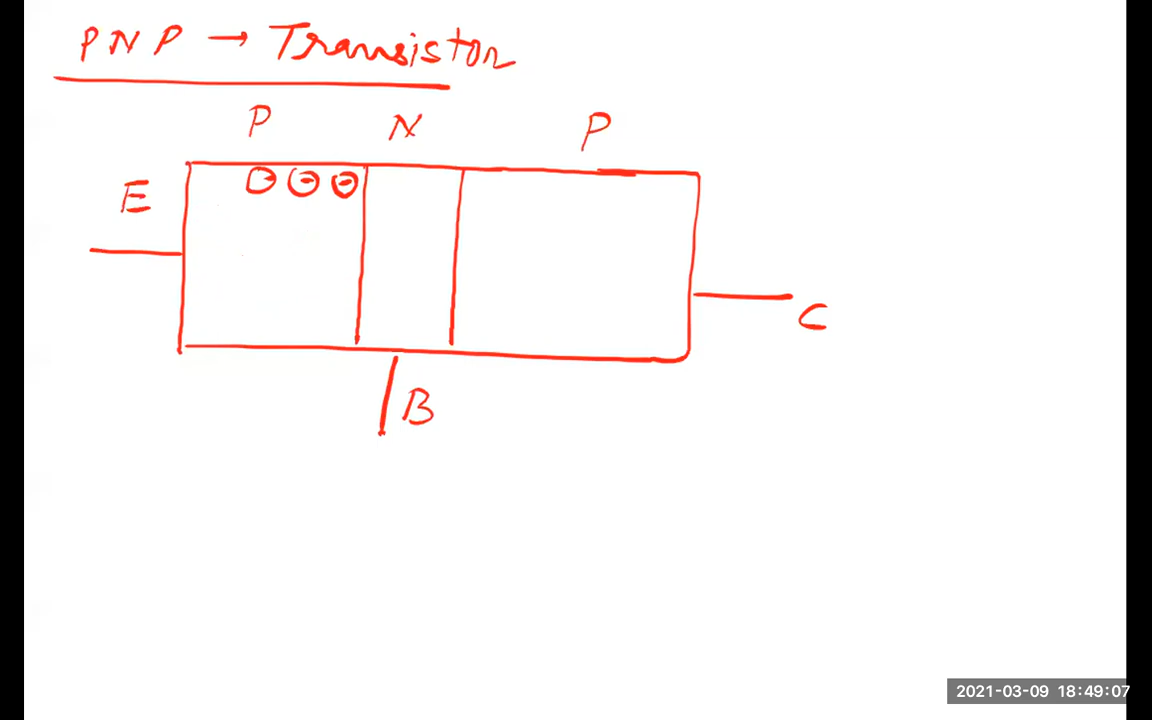 PNP → Transistor
P N P
E
⊖ ⊖ ⊖
C
B
2021-03-09 18:49:07